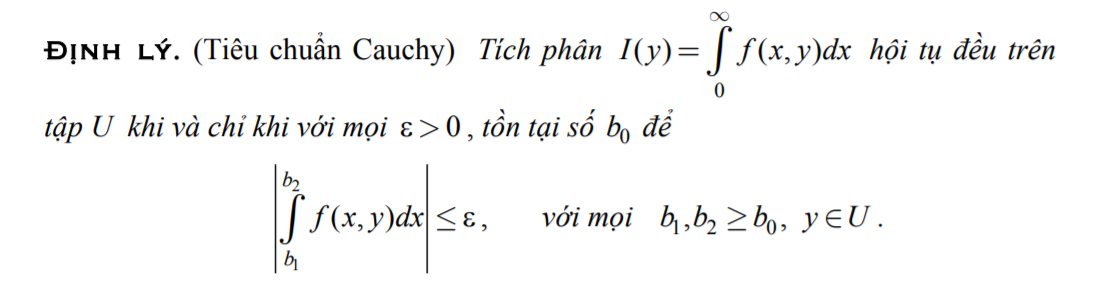 ĐỊNH LÝ. (Tiêu chuẩn Cauchy) Tích phân I(y) = ∫₀^∞ f(x, y)dx hội tụ đều trên
tập U khi và chỉ khi với mọi ε > 0, tồn tại số b₀ để
|∫_{b₁}^{b₂} f(x, y)dx| ≤ ε, với mọi b₁, b₂ ≥ b₀, y ∈ U.